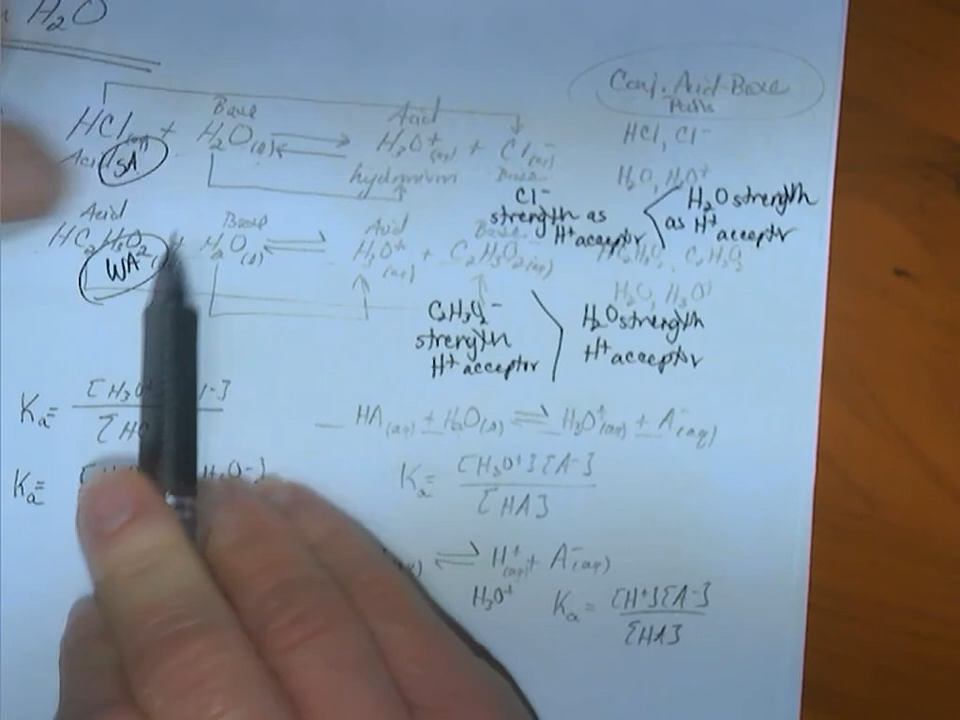 H2O
Conj. Acid-Base
Pairs
Base
Acid
HCl(aq) + H2O(l) ⇌ H3O+(aq) + Cl-(aq)
HCl, Cl-
SA
hydronium
Base
H2O, H3O+
Cl-
strength as
H+ acceptor
<
H2O strength
as H+ acceptor
Acid
Base
Acid
Base
HC2H3O2 + H2O(l) ⇌ H3O+(aq) + C2H3O2-(aq)
HC2H3O2, C2H3O2-
WA
H2O, H3O+
C2H3O2-
strength
H+ acceptor
>
H2O strength
H+ acceptor
Ka =
HA(aq) + H2O(l) ⇌ H3O+(aq) + A-(aq)
Ka =
Ka = [H3O+][A-]
[HA]
⇌ H+(aq) + A-(aq)
H3O+
Ka = [H+][A-]
[HA]